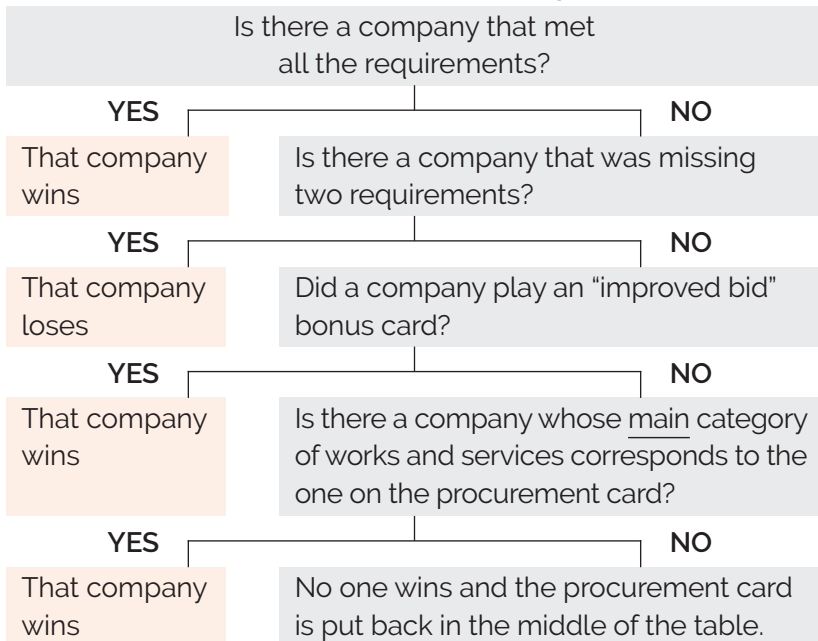 Is there a company that met
all the requirements?
YES
NO
That company
wins
Is there a company that was missing
two requirements?
YES
NO
That company
loses
Did a company play an “improved bid”
bonus card?
YES
NO
That company
wins
Is there a company whose main category
of works and services corresponds to the
one on the procurement card?
YES
NO
That company
wins
No one wins and the procurement card
is put back in the middle of the table.